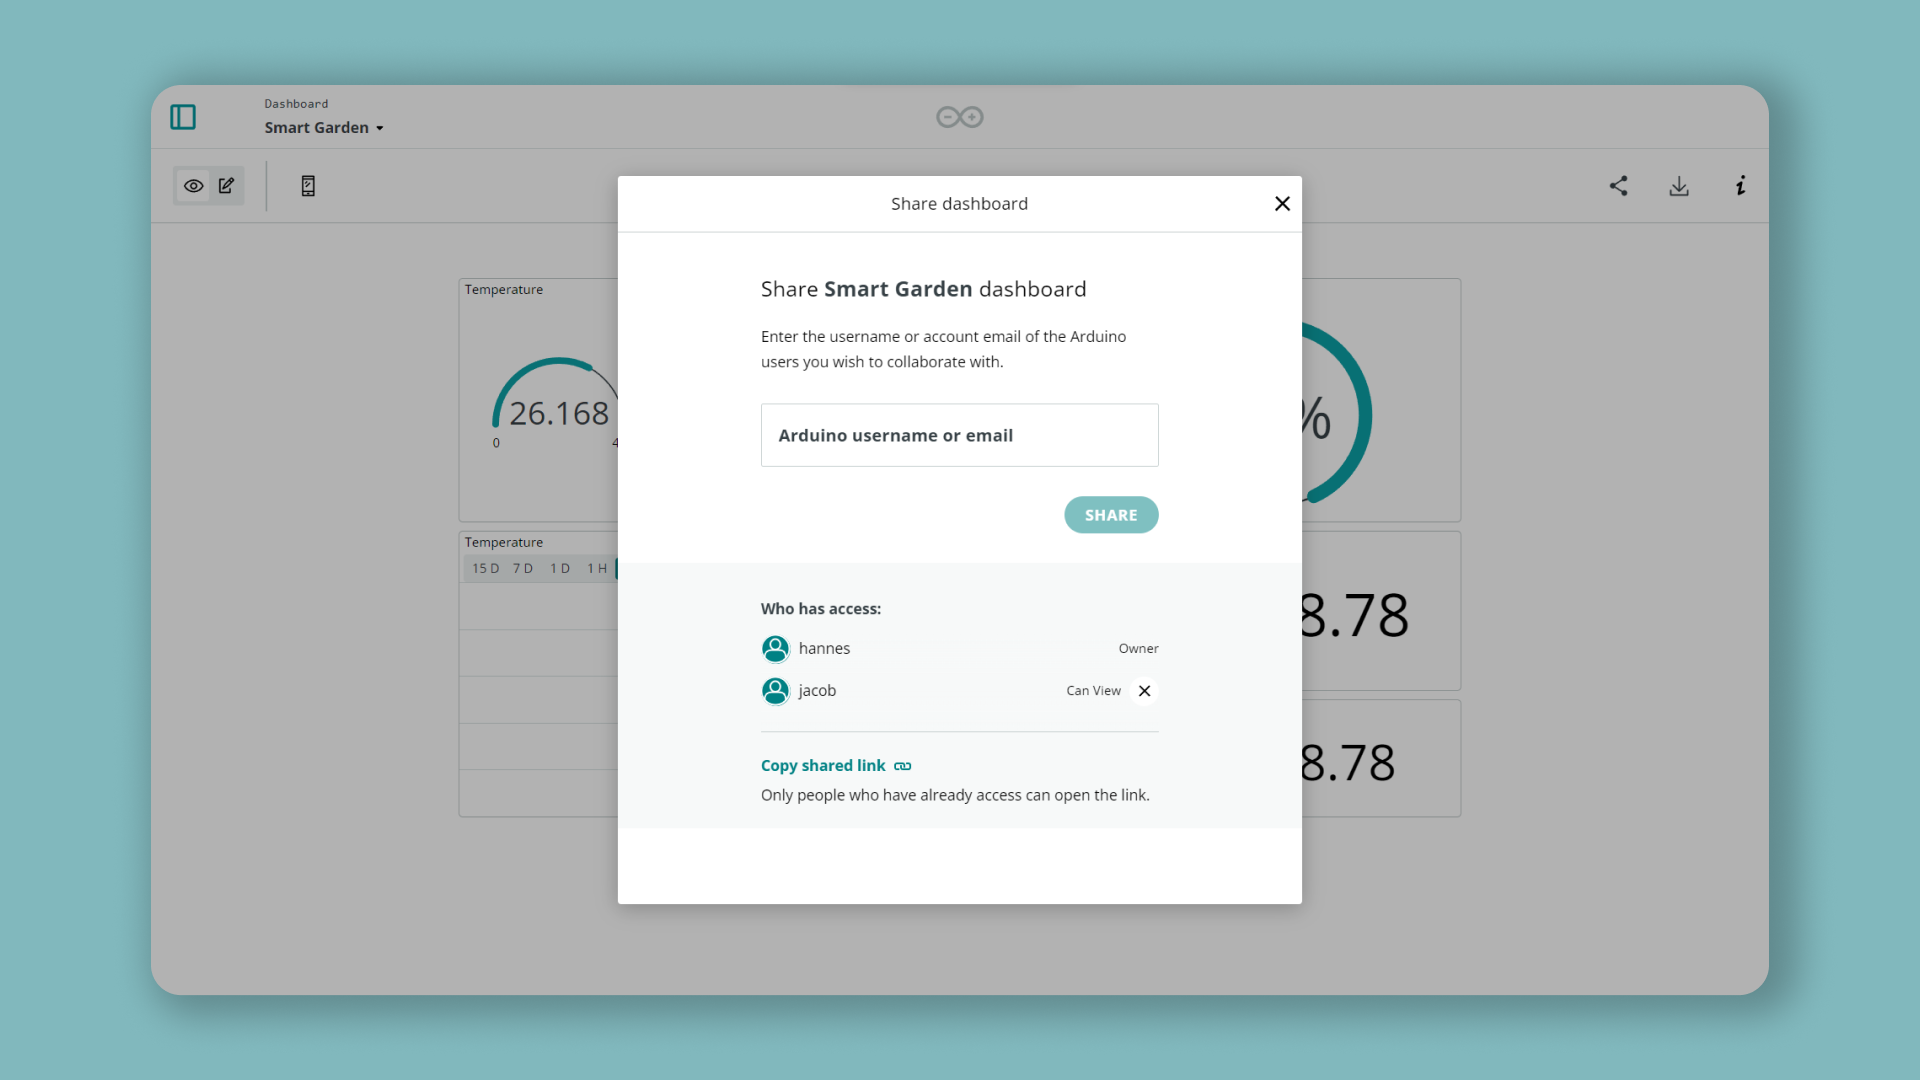 Dashboard
Smart Garden
Share dashboard
Temperature
26.168
0
4
Temperature
15 D 7 D 1 D 1 H
Share Smart Garden dashboard
Enter the username or account email of the Arduino
users you wish to collaborate with.
Arduino username or email
SHARE
Who has access:
hannes Owner
jacob Can View
Copy shared link
Only people who have already access can open the link.
%
8.78
8.78